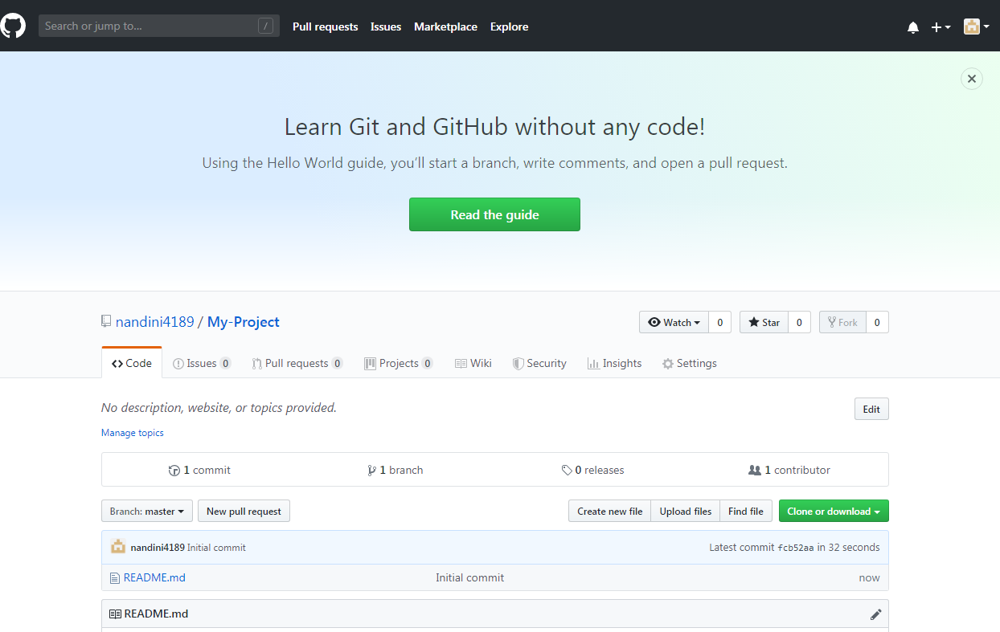 Search or jump to... / Pull requests Issues Marketplace Explore
Learn Git and GitHub without any code!
Using the Hello World guide, you’ll start a branch, write comments, and open a pull request.
Read the guide
nandini4189 / My-Project Watch 0 Star 0 Fork 0
Code Issues 0 Pull requests 0 Projects 0 Wiki Security Insights Settings
No description, website, or topics provided. Edit
Manage topics
1 commit 1 branch 0 releases 1 contributor
Branch: master New pull request Create new file Upload files Find file Clone or download
nandini4189 Initial commit Latest commit fcb52aa in 32 seconds
README.md Initial commit now
README.md